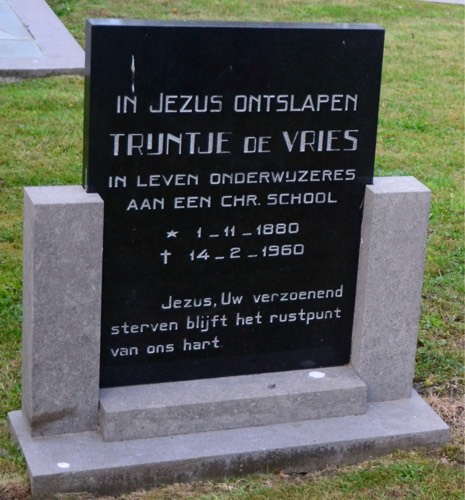 IN JEZUS ONTSLAPEN
TRIJNTJE DE VRIES
IN LEVEN ONDERWIJZERES
AAN EEN CHR. SCHOOL
* 1-11-1880
† 14-2-1960
Jezus, Uw verzoenend
sterven blijft het rustpunt
van ons hart.